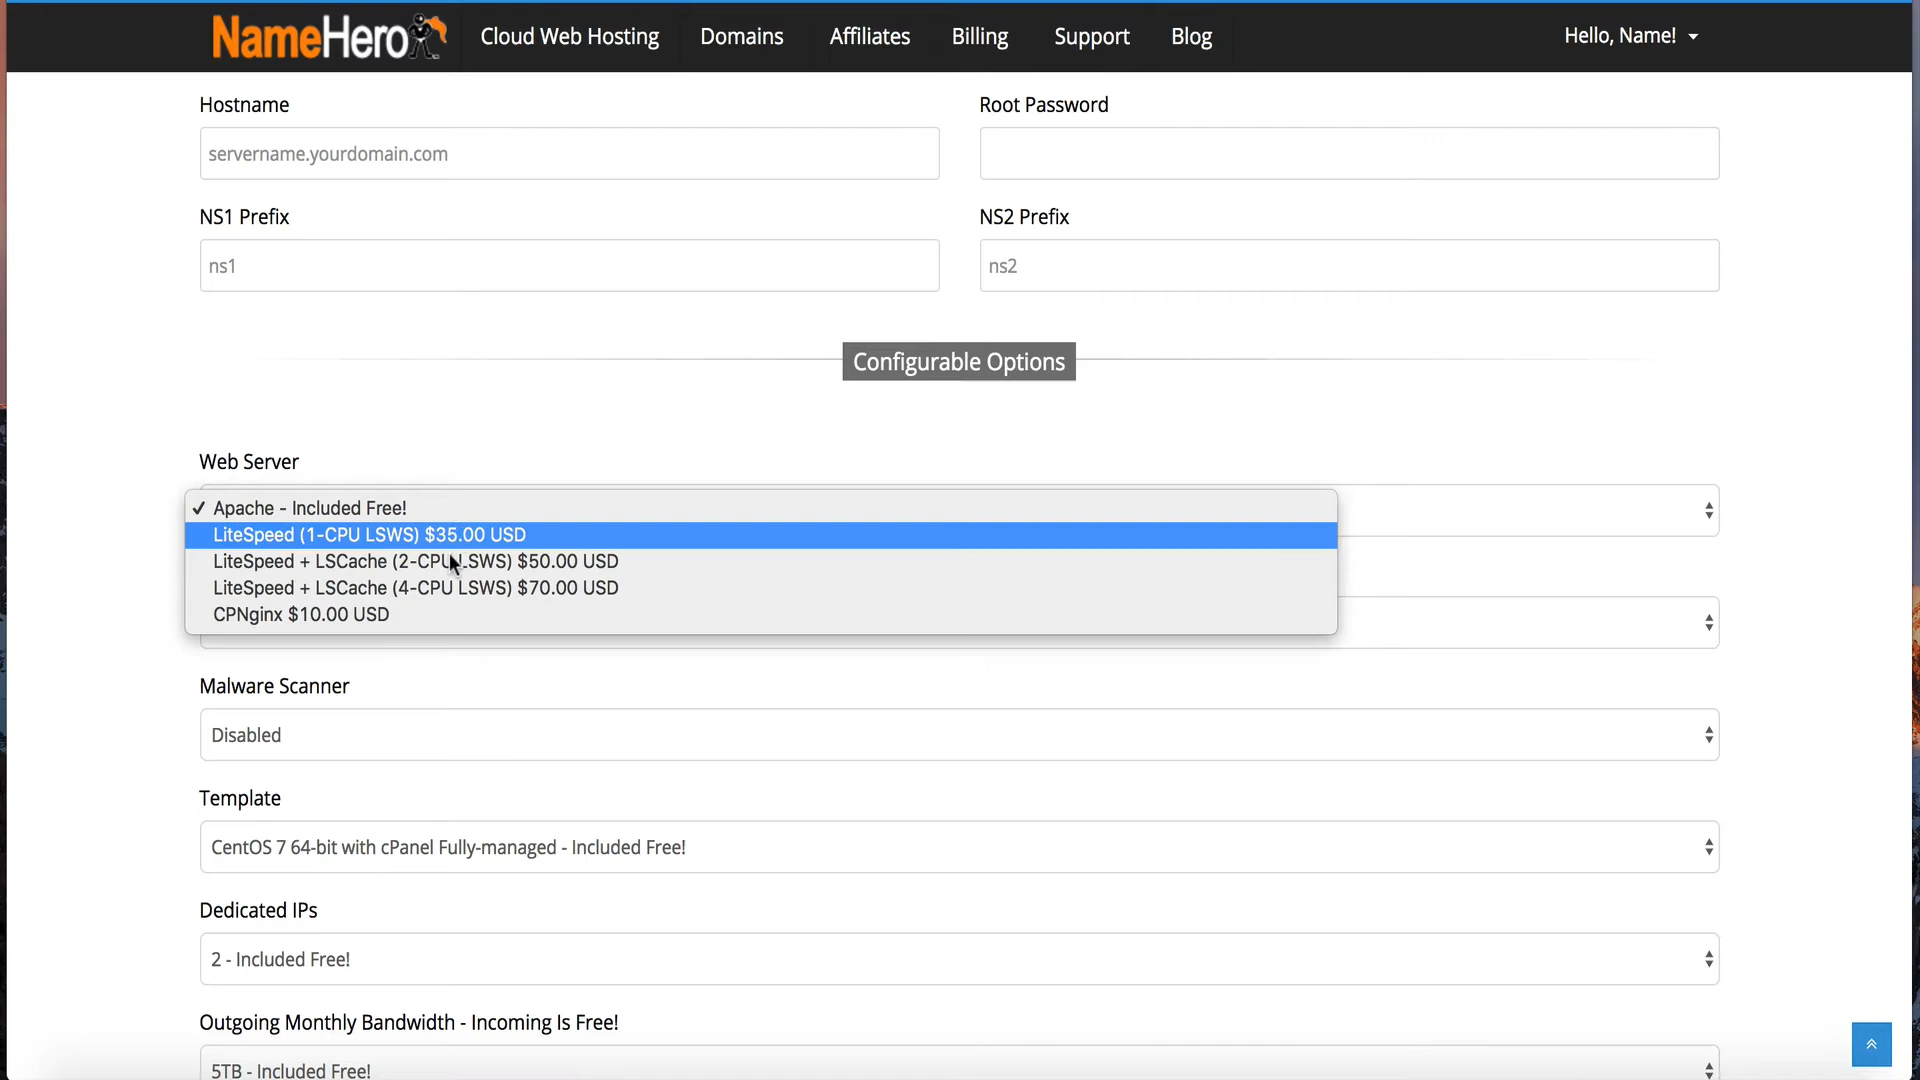 NameHero Cloud Web Hosting Domains Affiliates Billing Support Blog Hello, Name!
Hostname Root Password
servername.yourdomain.com
NS1 Prefix NS2 Prefix
ns1 ns2
Configurable Options
Web Server
✓ Apache - Included Free!
LiteSpeed (1-CPU LSWS) $35.00 USD
LiteSpeed + LSCache (2-CPU LSWS) $50.00 USD
LiteSpeed + LSCache (4-CPU LSWS) $70.00 USD
CPNginx $10.00 USD
Malware Scanner
Disabled
Template
CentOS 7 64-bit with cPanel Fully-managed - Included Free!
Dedicated IPs
2 - Included Free!
Outgoing Monthly Bandwidth - Incoming Is Free!
5TB - Included Free!